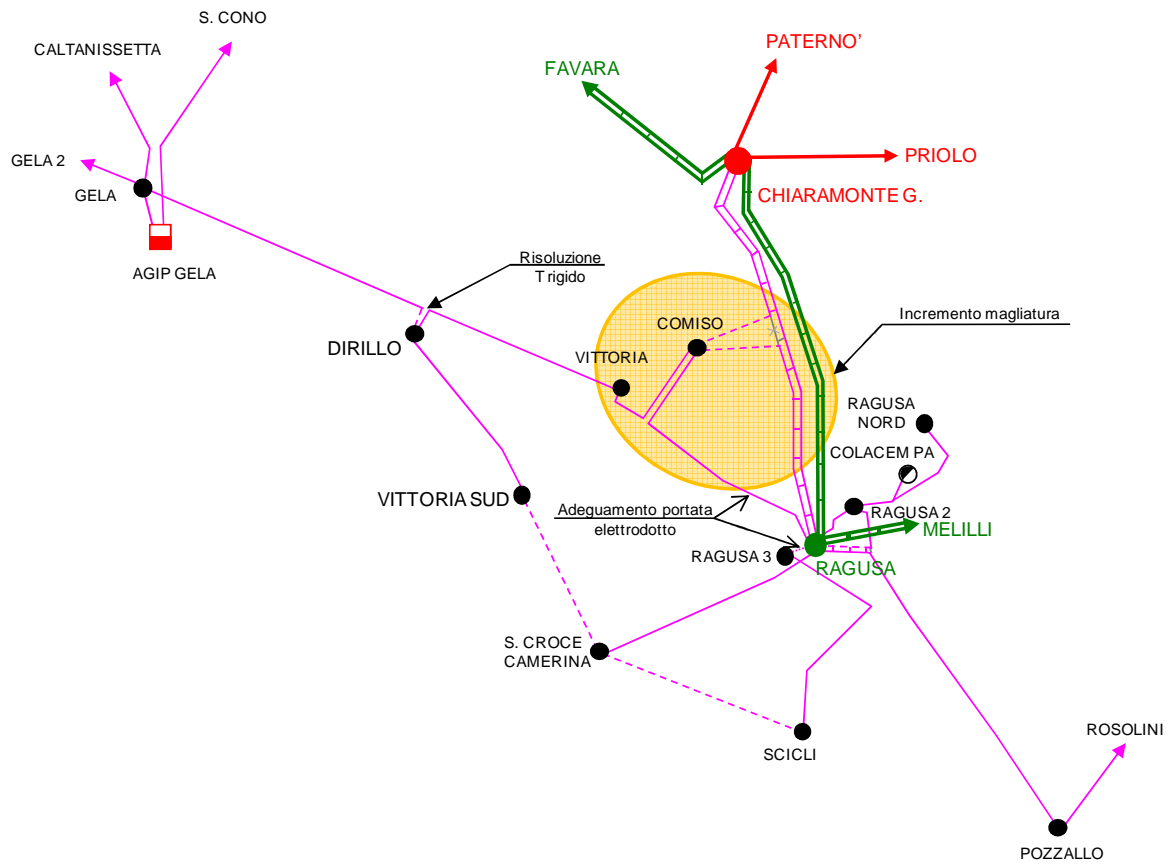 S. CONO
CALTANISSETTA
PATERNO’
FAVARA
GELA 2
PRIOLO
GELA
CHIARAMONTE G.
AGIP GELA
Risoluzione
T rigido
Incremento magliatura
COMISO
DIRILLO
VITTORIA
RAGUSA
NORD
COLACEM PA
VITTORIA SUD
Adeguamento portata
elettrodotto
RAGUSA 2
MELILLI
RAGUSA 3
RAGUSA
S. CROCE
CAMERINA
SCICLI
ROSOLINI
POZZALLO